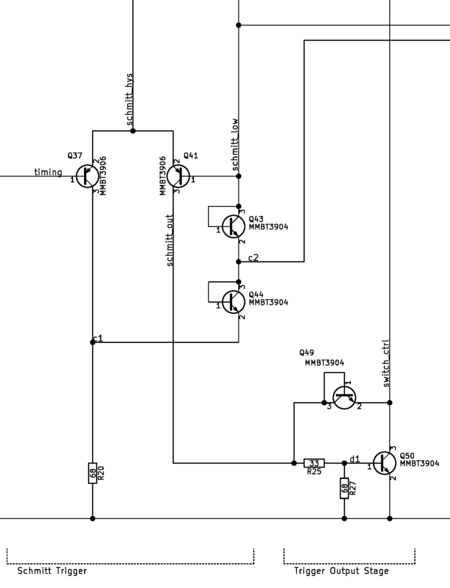 schmitt_hys
schmitt_low
Q37
2
MMBT3906
timing
1
3
Q41
2
MMBT3906
1
3
schmitt_out
3
Q43
MMBT3904
1
2
c2
3
Q44
MMBT3904
1
2
c1
switch_ctrl
Q49
MMBT3904
1
3
2
33
R25
d1
3
Q50
MMBT3904
1
2
68
R20
68
R27
Schmitt Trigger
Trigger Output Stage